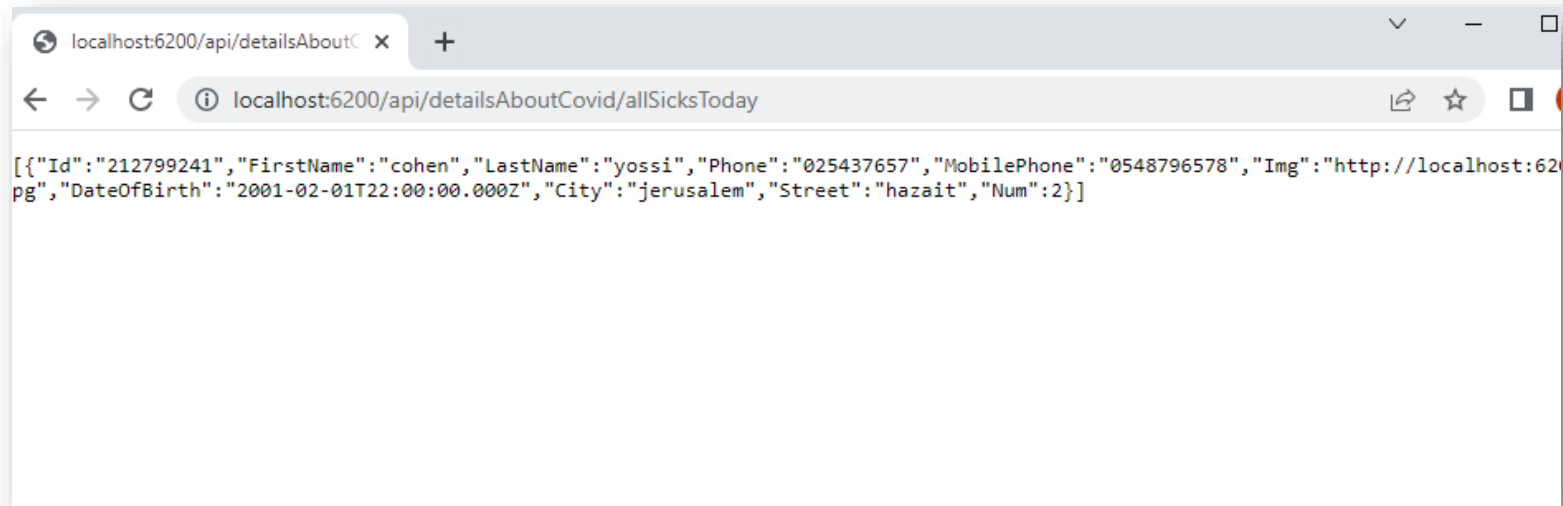 localhost:6200/api/detailsAboutC
localhost:6200/api/detailsAboutCovid/allSicksToday
[{"Id":"212799241","FirstName":"cohen","LastName":"yossi","Phone":"025437657","MobilePhone":"0548796578","Img":"http://localhost:62
pg","DateOfBirth":"2001-02-01T22:00:00.000Z","City":"jerusalem","Street":"hazait","Num":2}]